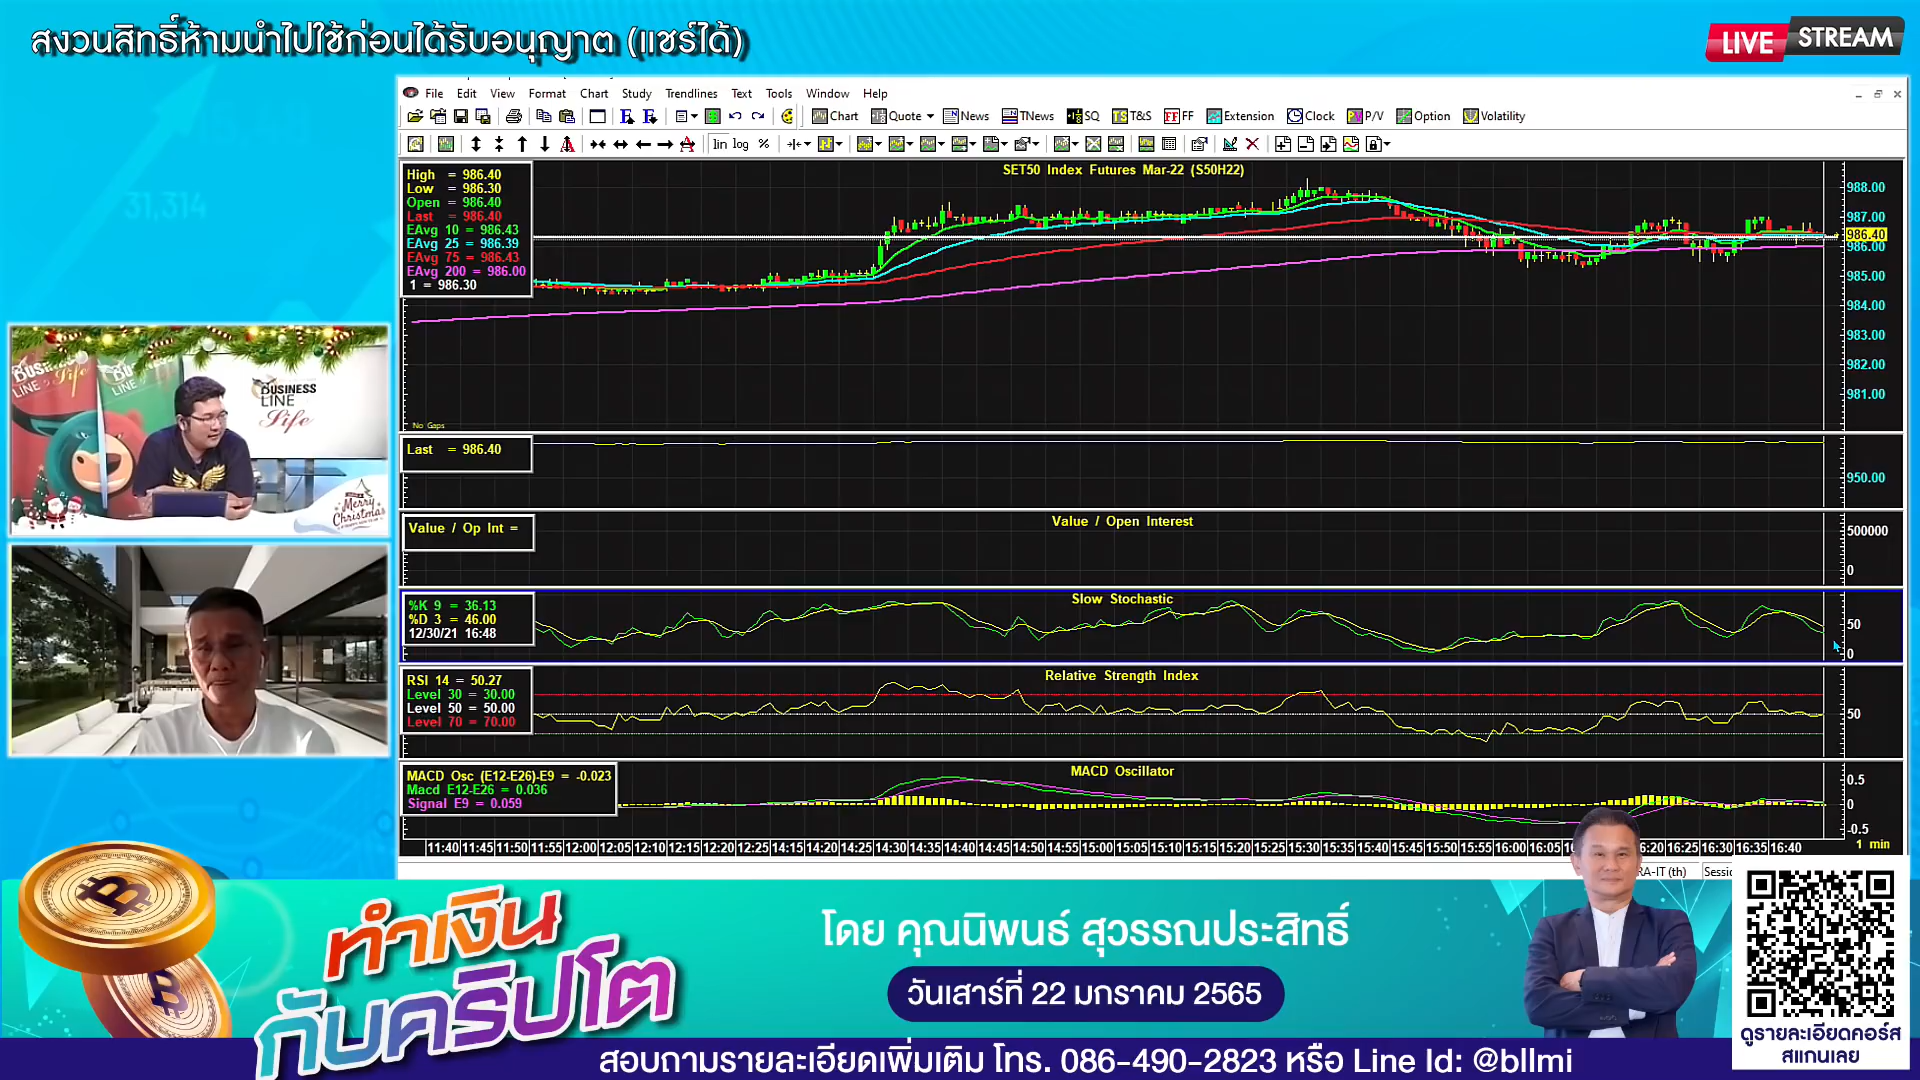 สงวนสิทธิ์ห้ามนำไปใช้ก่อนได้รับอนุญาต (แชร์ได้)
LIVE STREAM
File Edit View Format Chart Study Trendlines Text Tools Window Help
Chart Quote News TNews SQ T&S FF Extension Clock P/V Option Volatility
lin log %
SET50 Index Futures Mar-22 (S50H22)
High = 986.40
Low = 986.30
Open = 986.40
Last = 986.40
EAvg 10 = 986.43
EAvg 25 = 986.39
EAvg 75 = 986.43
EAvg 200 = 986.00
1 = 986.30
988.00
987.00
986.40
986.00
985.00
984.00
983.00
982.00
981.00
No Gaps
Last = 986.40
950.00
Value / Op Int =
Value / Open Interest
500000
0
Slow Stochastic
%K 9 = 36.13
%D 3 = 46.00
12/30/21 16:48
50
0
Relative Strength Index
RSI 14 = 50.27
Level 30 = 30.00
Level 50 = 50.00
Level 70 = 70.00
50
MACD Oscillator
MACD Osc (E12-E26)-E9 = -0.023
Macd E12-E26 = 0.036
Signal E9 = 0.059
0.5
0
-0.5
11:40 11:45 11:50 11:55 12:00 12:05 12:10 12:15 12:20 12:25 14:15 14:20 14:25 14:30 14:35 14:40 14:45 14:50 14:55 15:00 15:05 15:10 15:15 15:20 15:25 15:30 15:35 15:40 15:45 15:50 15:55 16:00 16:05 16:20 16:25 16:30 16:35 16:40
1 min
RA-IT (th) Sessi
BUSINESS LINE Life
BUSINESS
LINE
Life
Merry
Christmas
ทำเงิน
กับคริปโต
โดย คุณนิพนธ์ สุวรรณประสิทธิ์
วันเสาร์ที่ 22 มกราคม 2565
สอบถามรายละเอียดเพิ่มเติม โทร. 086-490-2823 หรือ Line Id: @bllmi
ดูรายละเอียดคอร์ส
สแกนเลย